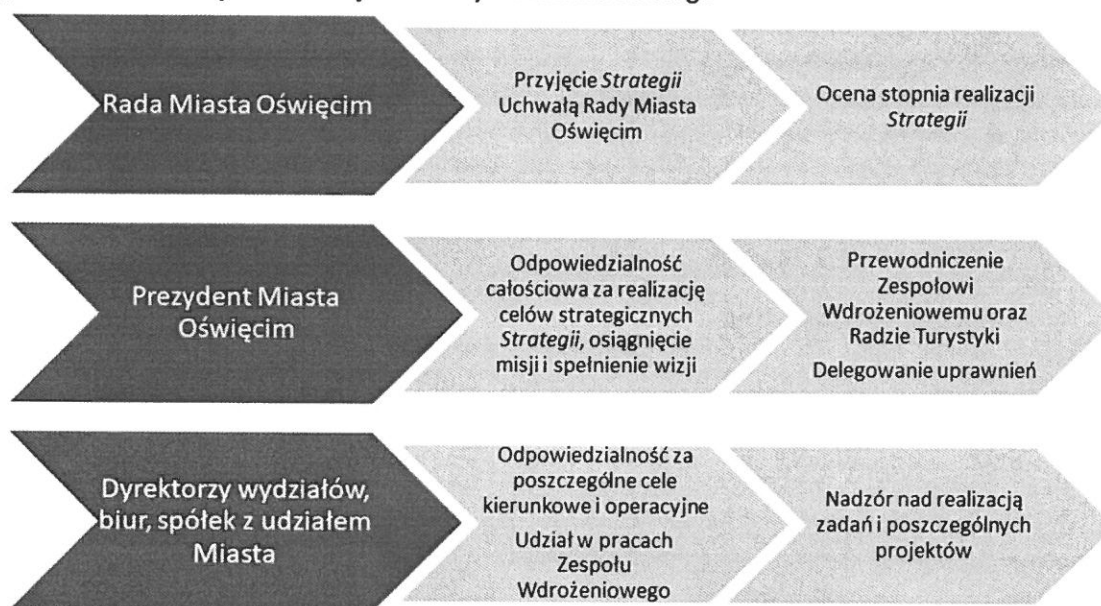 Rada Miasta Oświęcim
Przyjęcie Strategii
Uchwałą Rady Miasta
Oświęcim
Ocena stopnia realizacji
Strategii
Prezydent Miasta
Oświęcim
Odpowiedzialność
całościowa za realizację
celów strategicznych
Strategii, osiągnięcie
misji i spełnienie wizji
Przewodniczenie
Zespołowi
Wdrożeniowemu oraz
Radzie Turystyki
Delegowanie uprawnień
Dyrektorzy wydziałów,
biur, spółek z udziałem
Miasta
Odpowiedzialność za
poszczególne cele
kierunkowe i operacyjne
Udział w pracach
Zespołu
Wdrożeniowego
Nadzór nad realizacją
zadań i poszczególnych
projektów